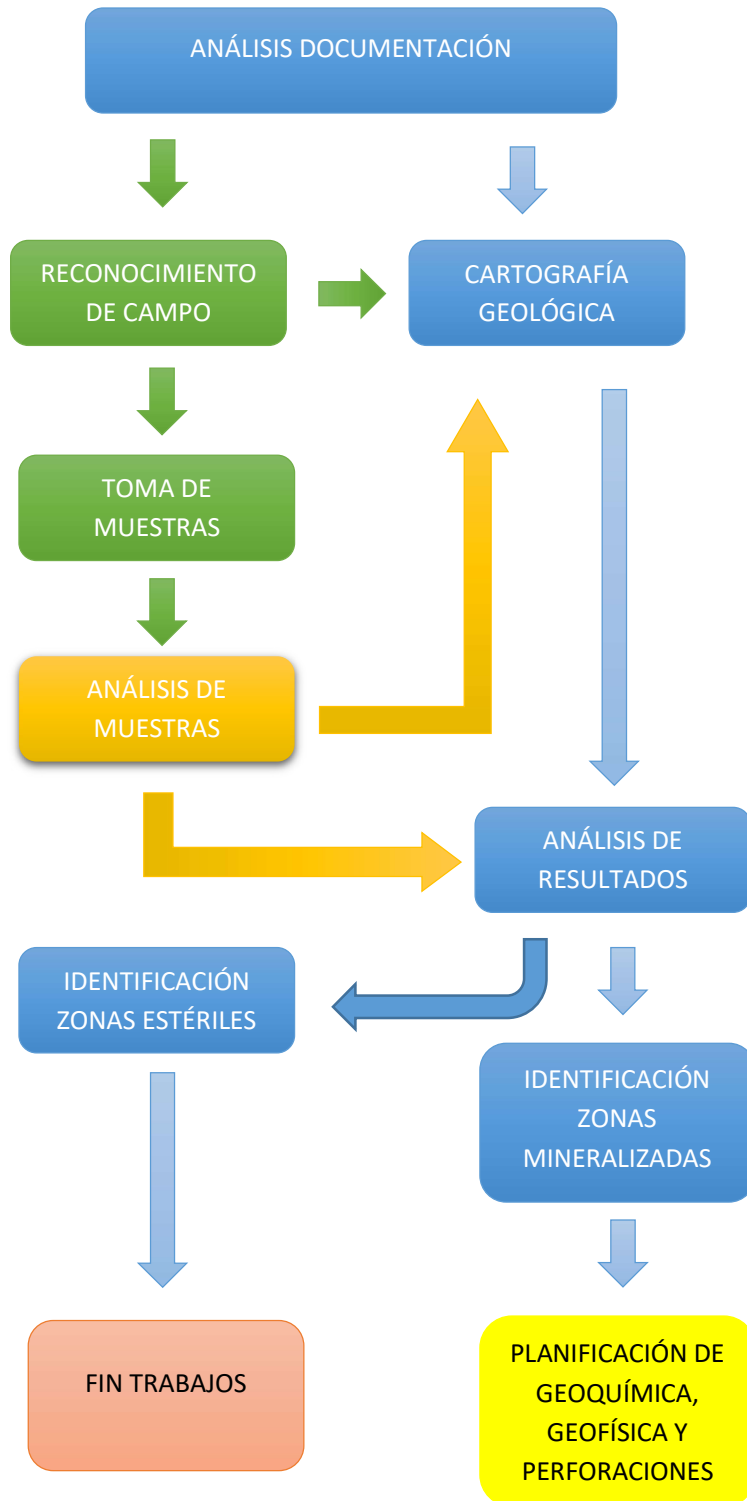 ANÁLISIS DOCUMENTACIÓN
RECONOCIMIENTO
DE CAMPO
CARTOGRAFÍA
GEOLÓGICA
TOMA DE
MUESTRAS
ANÁLISIS DE
MUESTRAS
ANÁLISIS DE
RESULTADOS
IDENTIFICACIÓN
ZONAS ESTÉRILES
IDENTIFICACIÓN
ZONAS
MINERALIZADAS
FIN TRABAJOS
PLANIFICACIÓN DE
GEOQUÍMICA,
GEOFÍSICA Y
PERFORACIONES